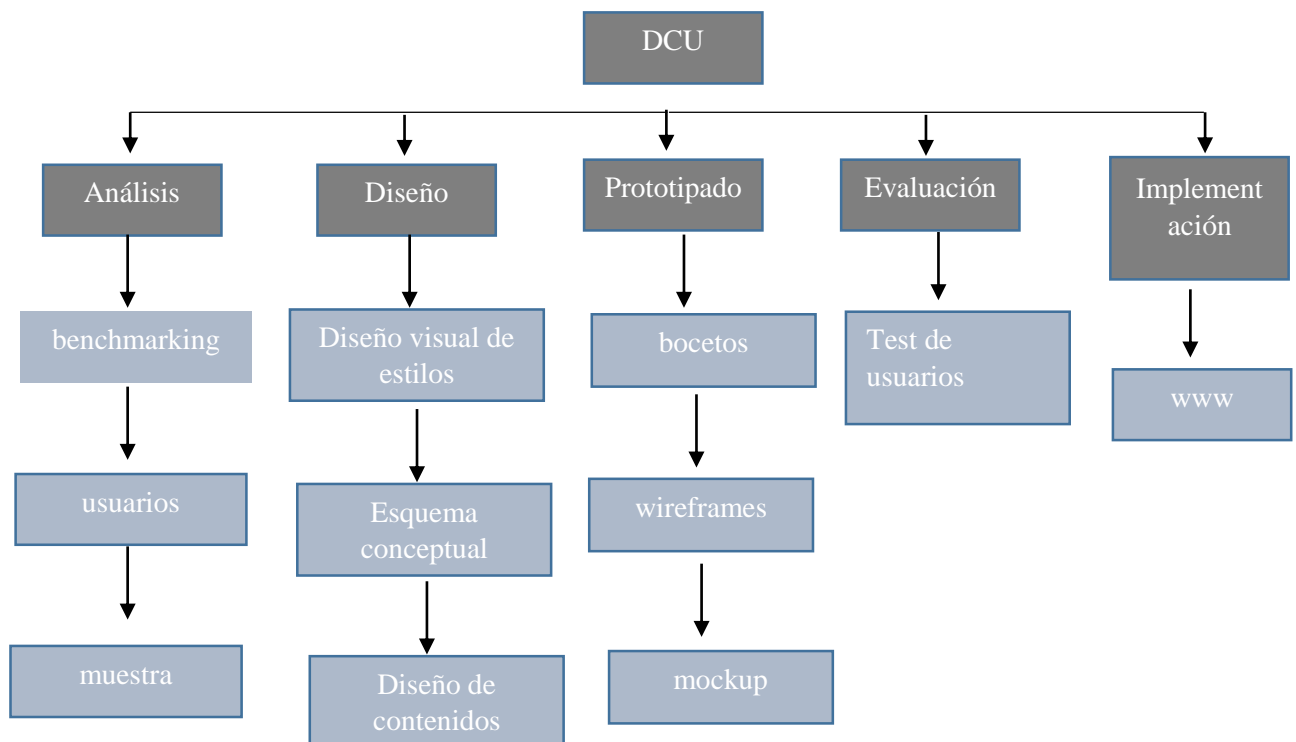 DCU
Análisis
Diseño
Prototipado
Evaluación
Implement
ación
benchmarking
Diseño visual de
estilos
bocetos
Test de
usuarios
www
usuarios
Esquema
conceptual
wireframes
muestra
Diseño de
contenidos
mockup